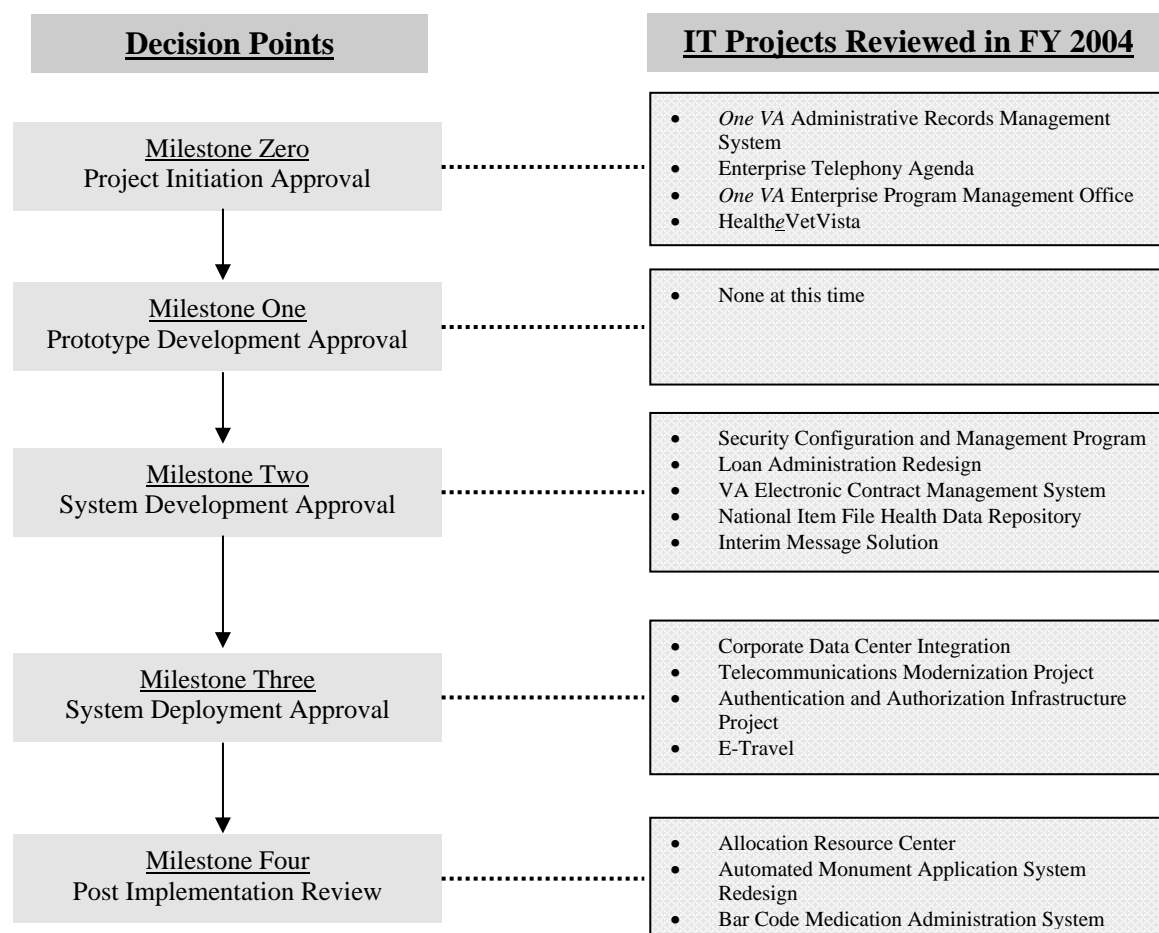 Decision Points
IT Projects Reviewed in FY 2004
Milestone Zero
Project Initiation Approval
• One VA Administrative Records Management
System
• Enterprise Telephony Agenda
• One VA Enterprise Program Management Office
• HealtheVetVista
Milestone One
Prototype Development Approval
• None at this time
Milestone Two
System Development Approval
• Security Configuration and Management Program
• Loan Administration Redesign
• VA Electronic Contract Management System
• National Item File Health Data Repository
• Interim Message Solution
Milestone Three
System Deployment Approval
• Corporate Data Center Integration
• Telecommunications Modernization Project
• Authentication and Authorization Infrastructure
Project
• E-Travel
Milestone Four
Post Implementation Review
• Allocation Resource Center
• Automated Monument Application System
Redesign
• Bar Code Medication Administration System